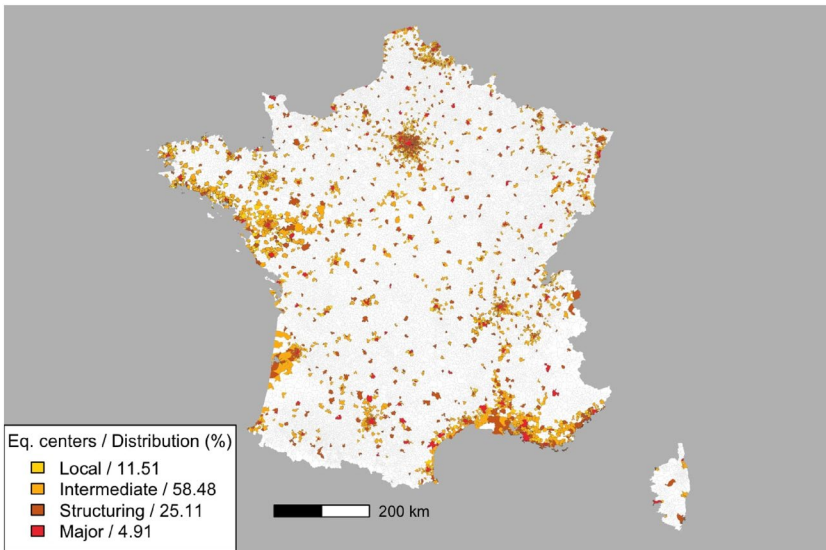 Eq. centers / Distribution (%)
Local / 11.51
Intermediate / 58.48
Structuring / 25.11
Major / 4.91
200 km